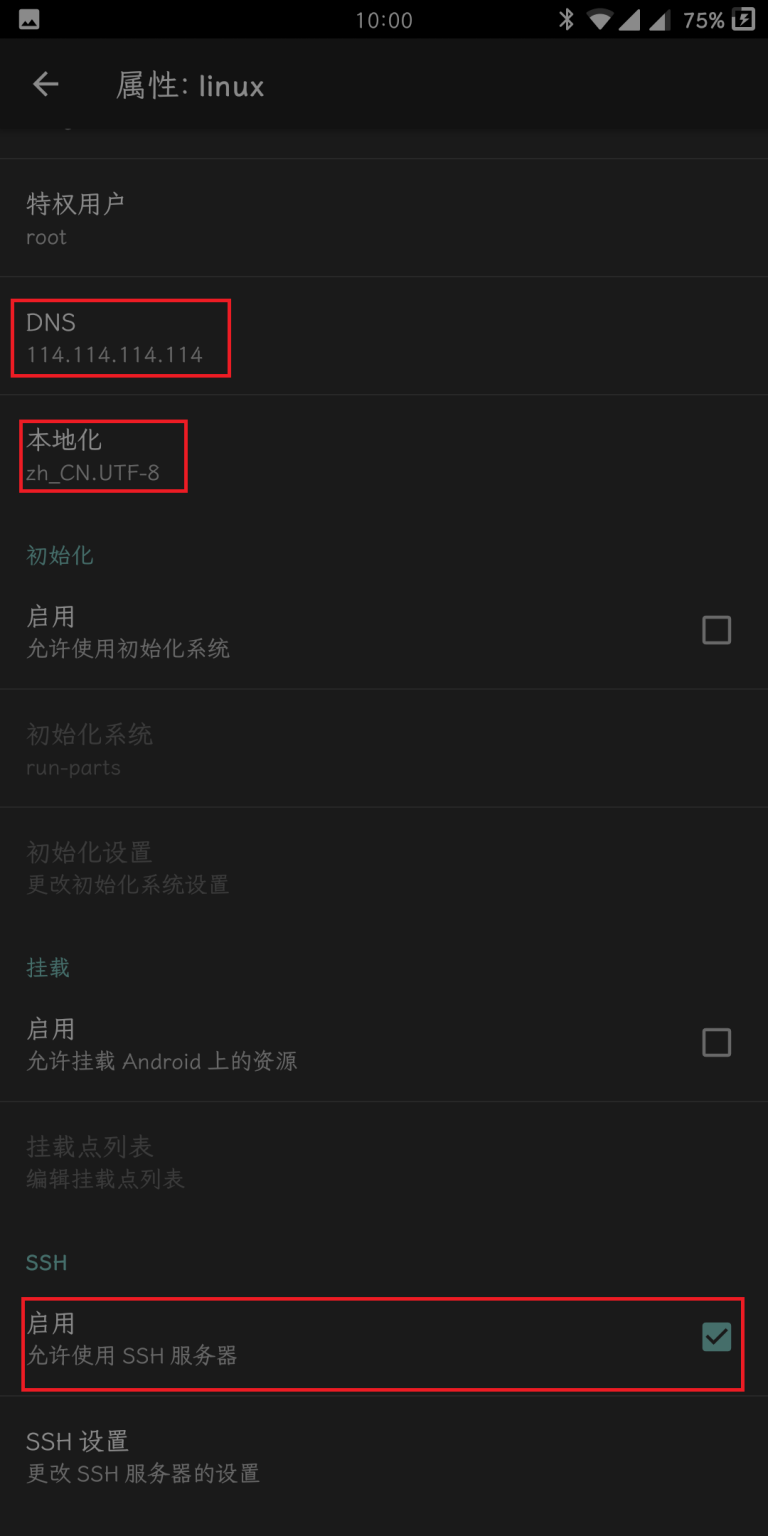 10:00
75%
属性: linux
特权用户
root
DNS
114.114.114.114
本地化
zh_CN.UTF-8
初始化
启用
允许使用初始化系统
初始化系统
run-parts
初始化设置
更改初始化系统设置
挂载
启用
允许挂载 Android 上的资源
挂载点列表
编辑挂载点列表
SSH
启用
允许使用 SSH 服务器
SSH 设置
更改 SSH 服务器的设置